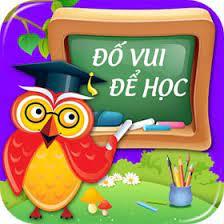 ĐỐ VUI
ĐỂ HỌC